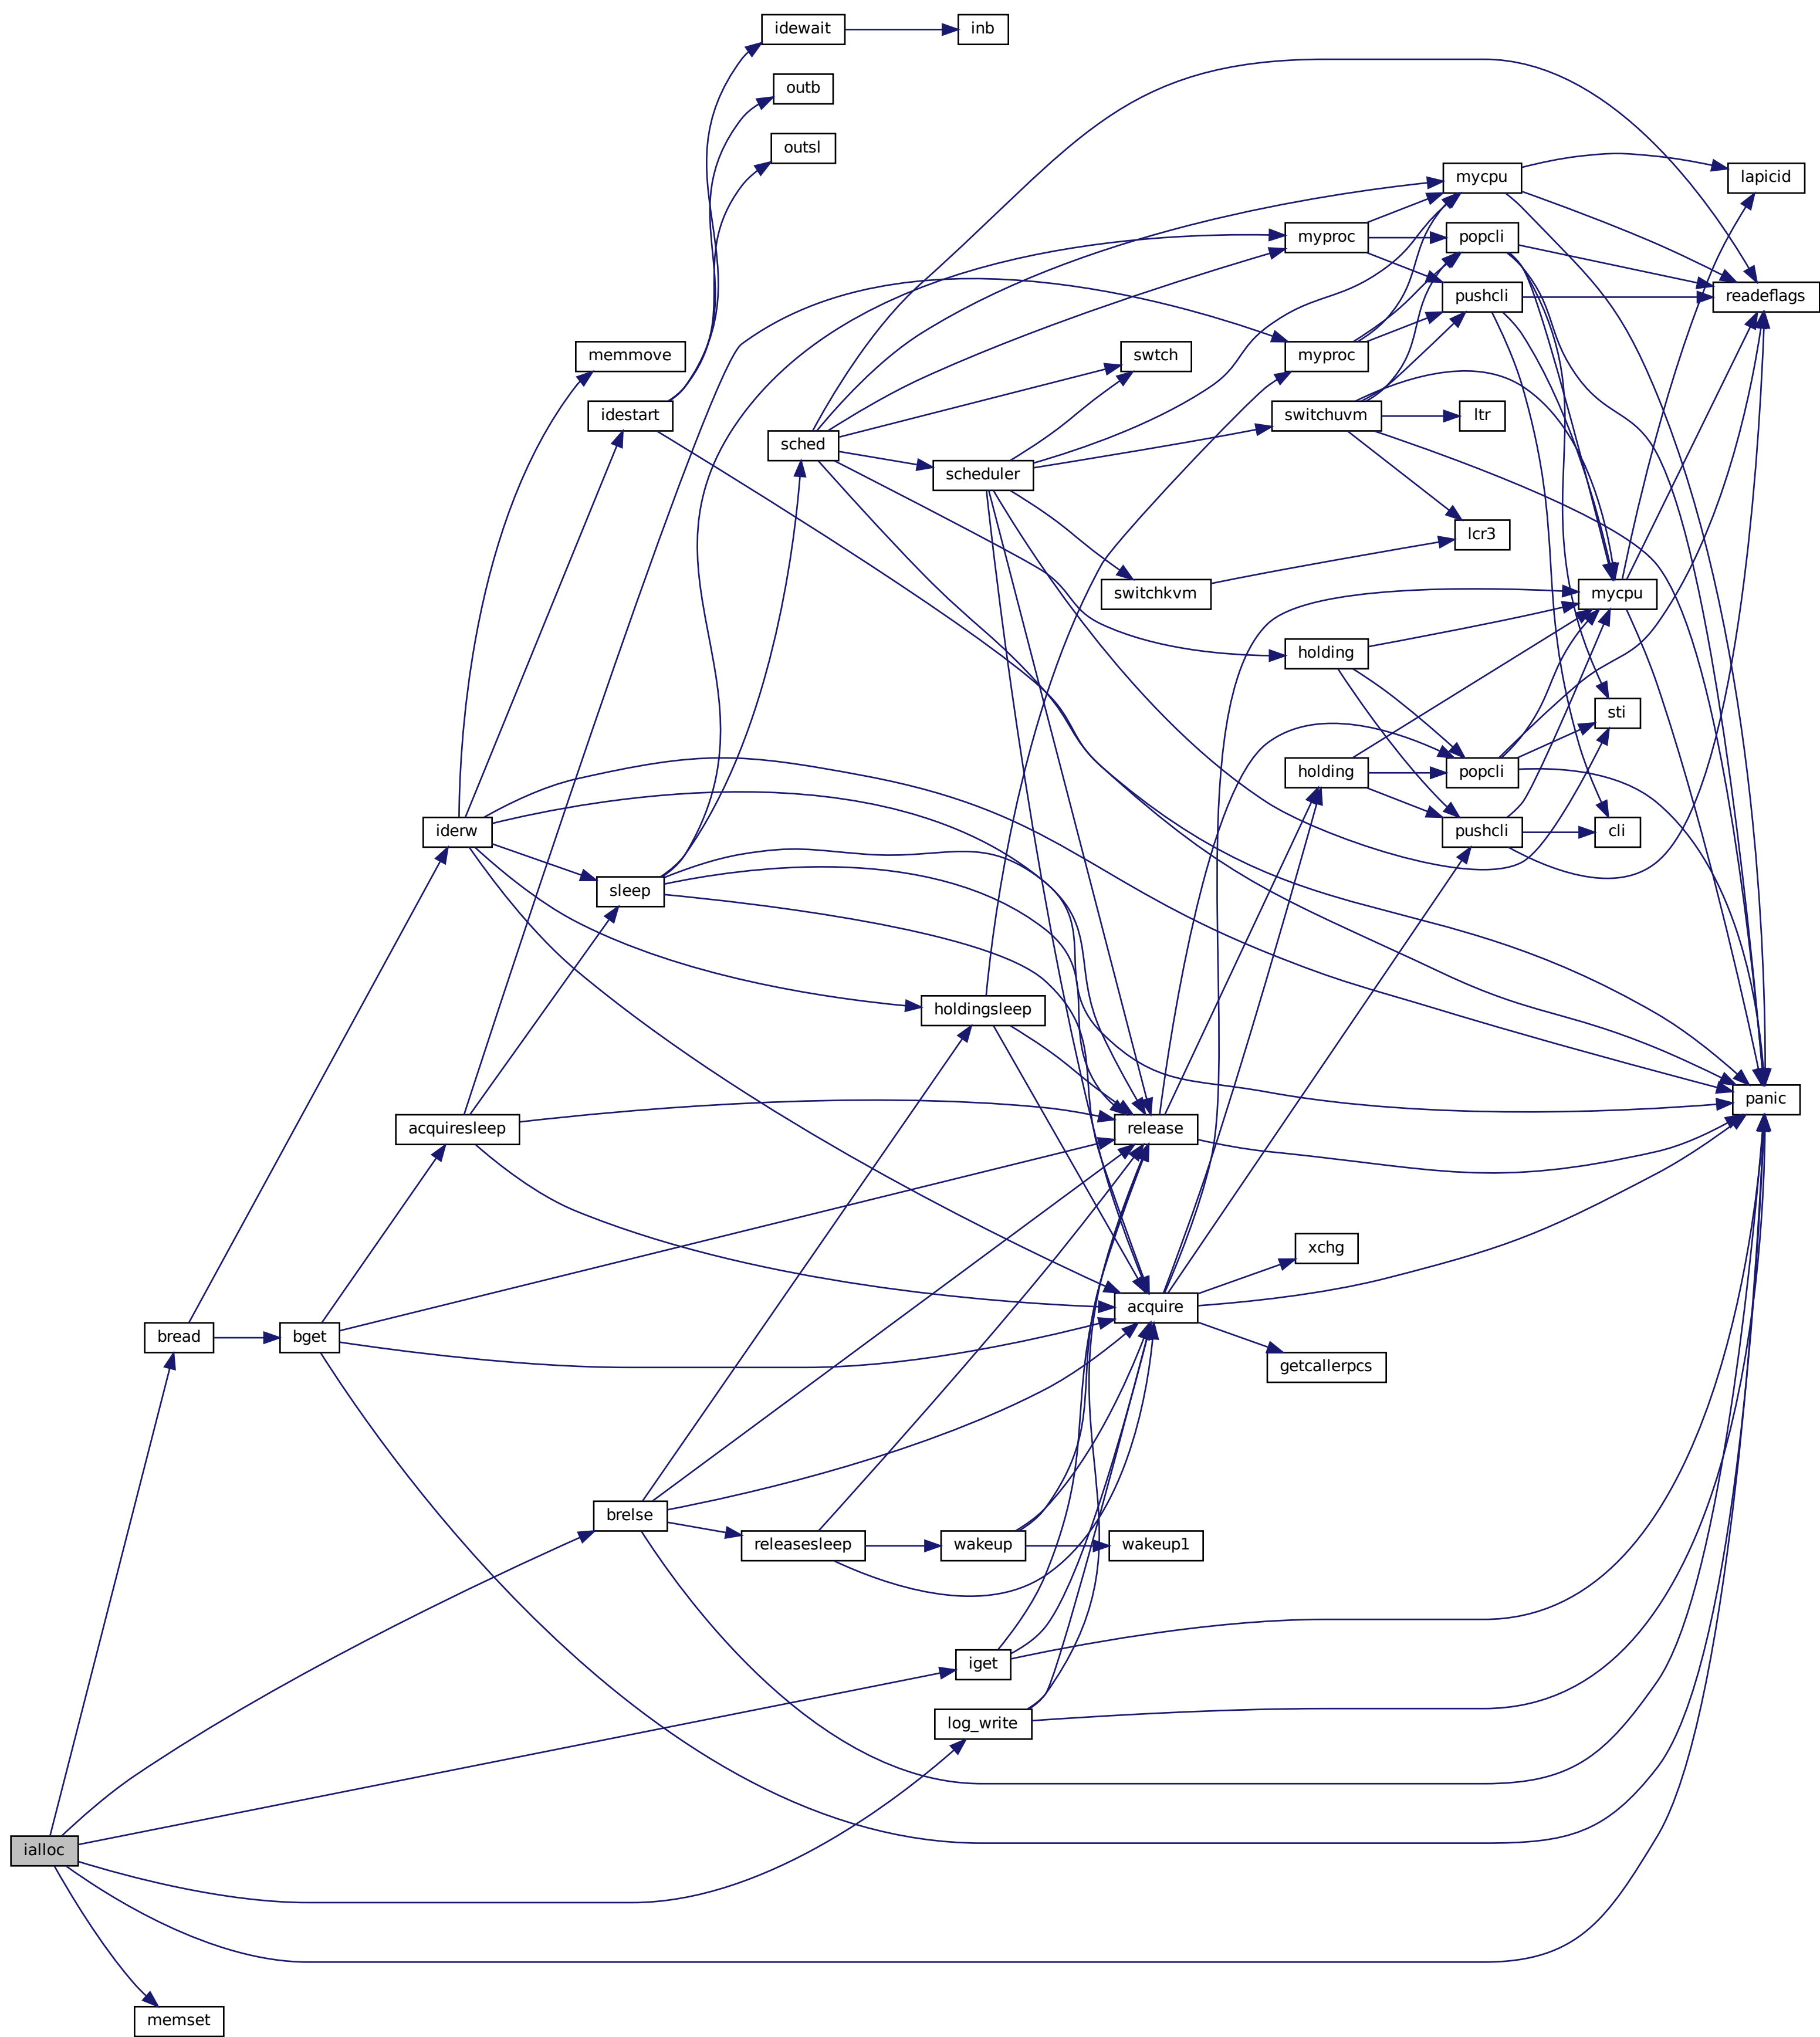 idewait
inb
outb
outsl
mycpu
lapicid
myproc
popcli
pushcli
readeflags
memmove
swtch
myproc
idestart
switchuvm
ltr
sched
scheduler
lcr3
switchkvm
mycpu
holding
sti
holding
popcli
iderw
pushcli
cli
sleep
holdingsleep
panic
acquiresleep
release
xchg
acquire
bread
bget
getcallerpcs
brelse
releasesleep
wakeup
wakeup1
iget
log_write
ialloc
memset